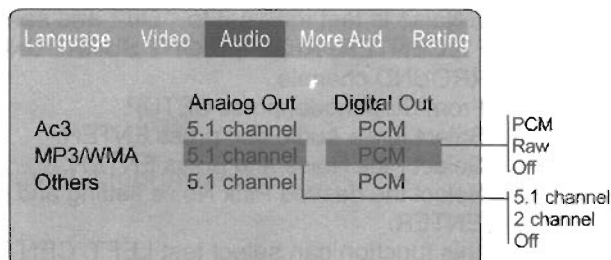 Language Video Audio More Aud Rating
Analog Out Digital Out
Ac3 5.1 channel PCM
MP3/WMA 5.1 channel PCM
Others 5.1 channel PCM
PCM
Raw
Off
5.1 channel
2 channel
Off